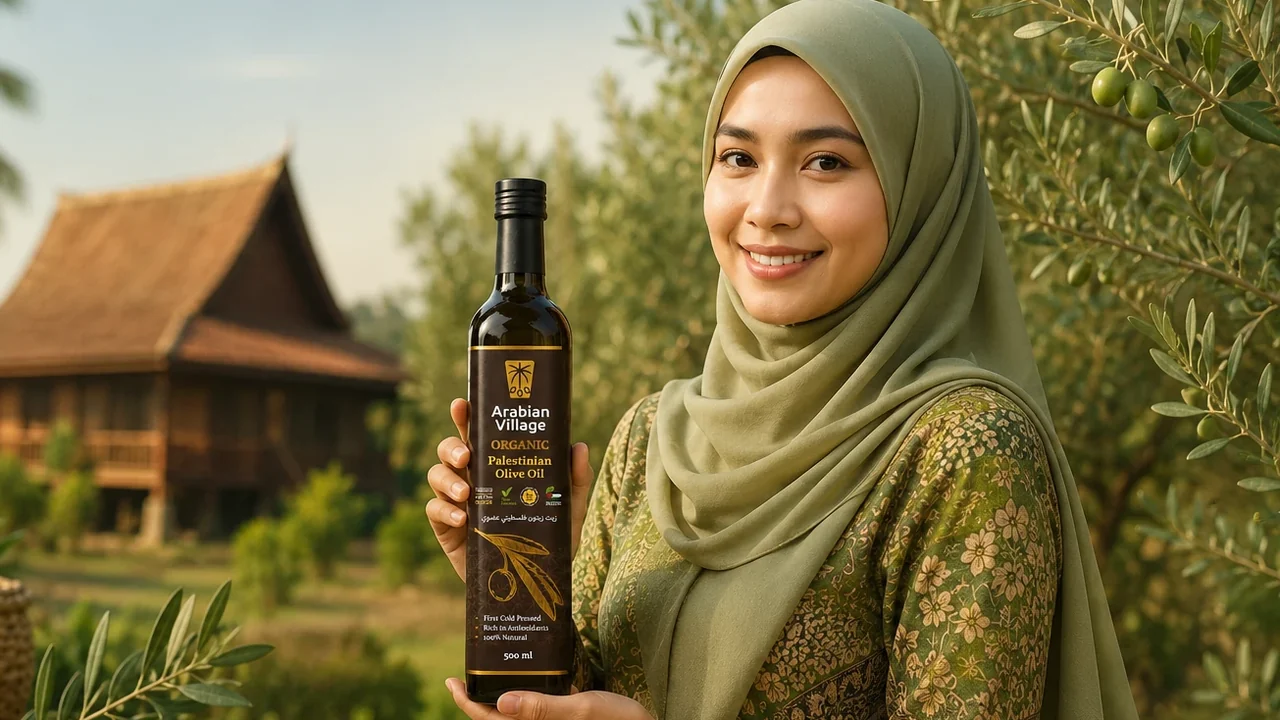 Arabian
Village
ORGANIC
Palestinian
Olive Oil
زيت زيتون فلسطيني عضوي
First Cold Pressed
Rich in Antioxidants
100% Natural
500 ml